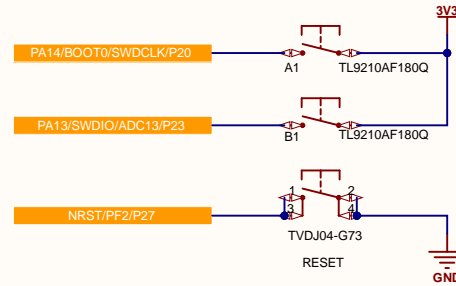 3V3
PA14/BOOT0/SWDCLK/P20
A1
TL9210AF180Q
PA13/SWDIO/ADC13/P23
B1
TL9210AF180Q
1
2
NRST/PF2/P27
3
4
TVDJ04-G73
RESET
GND